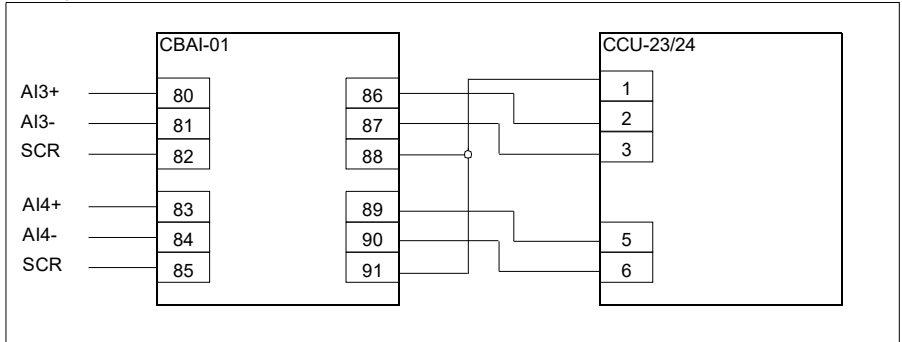 CBAI-01 CCU-23/24
AI3+ 80 86 1
AI3- 81 87 2
SCR 82 88 3
AI4+ 83 89
AI4- 84 90 5
SCR 85 91 6